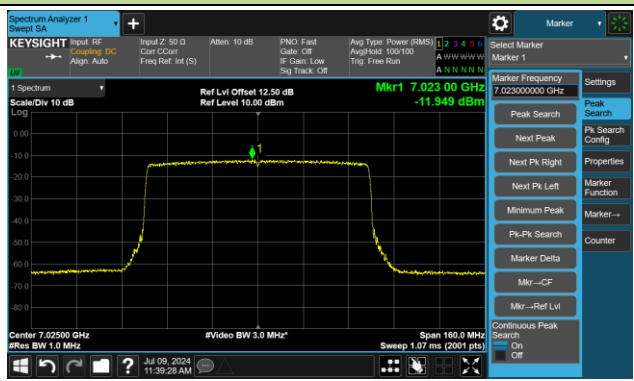 Spectrum Analyzer 1
Swept SA
Marker
KEYSIGHT Input: RF
Coupling: DC
Align: Auto
Input Z: 50 Ω
Corr CCorr
Freq Ref: Int (S)
Atten: 10 dB
PNO: Fast
Gate: Off
IF Gain: Low
Sig Track: Off
Avg Type: Power (RMS)
Avg|Hold: 100/100
Trig: Free Run
1 2 3 4 5 6
A W W W W W
A N N N N N
Select Marker
Marker 1
1 Spectrum
Scale/Div 10 dB
Log
Ref Lvl Offset 12.50 dB
Ref Level 10.00 dBm
Mkr1 7.023 00 GHz
-11.949 dBm
1
0.00
-10.0
-20.0
-30.0
-40.0
-50.0
-60.0
-70.0
-80.0
Center 7.02500 GHz
#Res BW 1.0 MHz
#Video BW 3.0 MHz*
Span 160.0 MHz
Sweep 1.07 ms (2001 pts)
Marker Frequency
7.023000000 GHz
Peak Search
Next Peak
Next Pk Right
Next Pk Left
Minimum Peak
Pk-Pk Search
Marker Delta
Mkr→CF
Mkr→Ref Lvl
Continuous Peak
Search
On
Off
Settings
Peak
Search
Pk Search
Config
Properties
Marker
Function
Marker→
Counter
Jul 09, 2024
11:39:28 AM